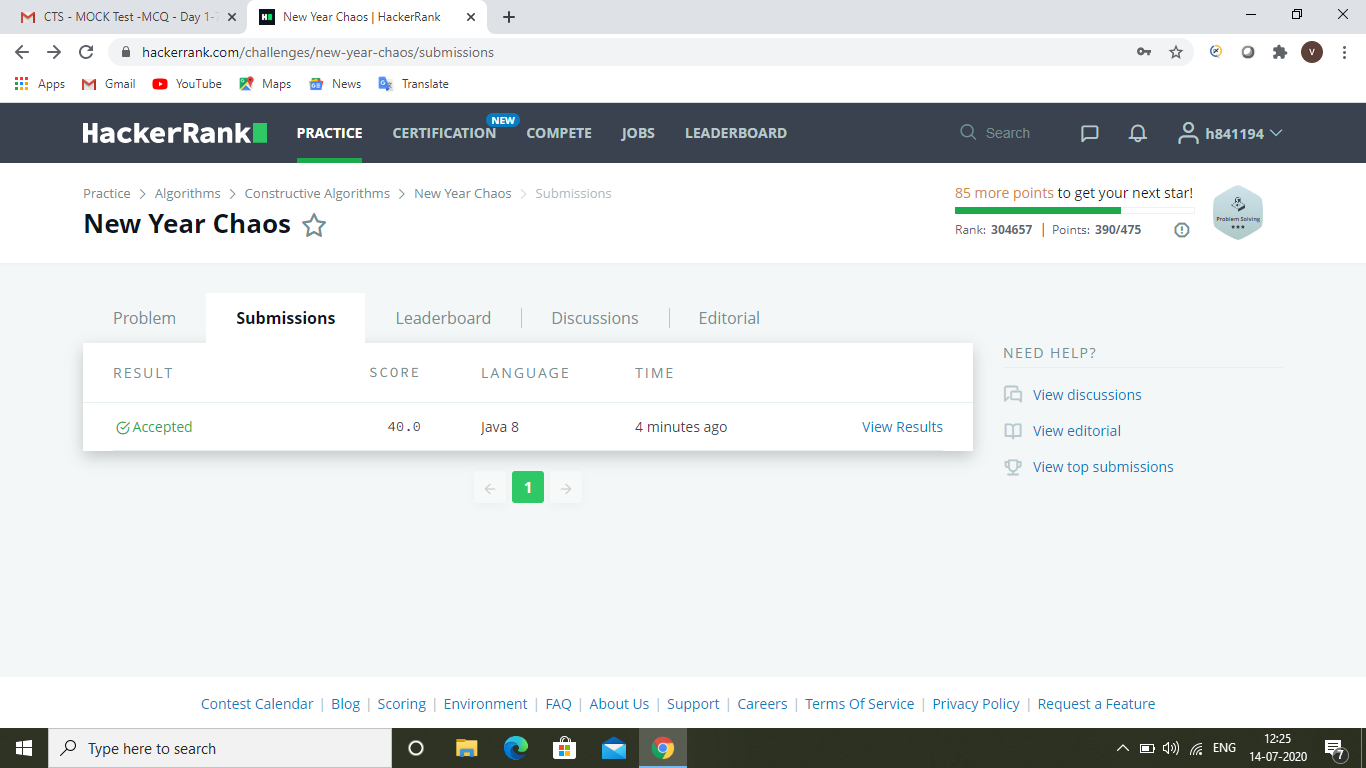 CTS - MOCK Test -MCQ - Day 1-
New Year Chaos | HackerRank
hackerrank.com/challenges/new-year-chaos/submissions
V
Apps Gmail YouTube Maps News Translate
HackerRank PRACTICE CERTIFICATION NEW COMPETE JOBS LEADERBOARD Search h841194
Practice > Algorithms > Constructive Algorithms > New Year Chaos > Submissions
New Year Chaos
85 more points to get your next star!
Rank: 304657 | Points: 390/475
Problem Solving
Problem Submissions Leaderboard | Discussions | Editorial
RESULT SCORE LANGUAGE TIME
Accepted 40.0 Java 8 4 minutes ago View Results
1
NEED HELP?
View discussions
View editorial
View top submissions
Contest Calendar | Blog | Scoring | Environment | FAQ | About Us | Support | Careers | Terms Of Service | Privacy Policy | Request a Feature
Type here to search
ENG
12:25
14-07-2020
7